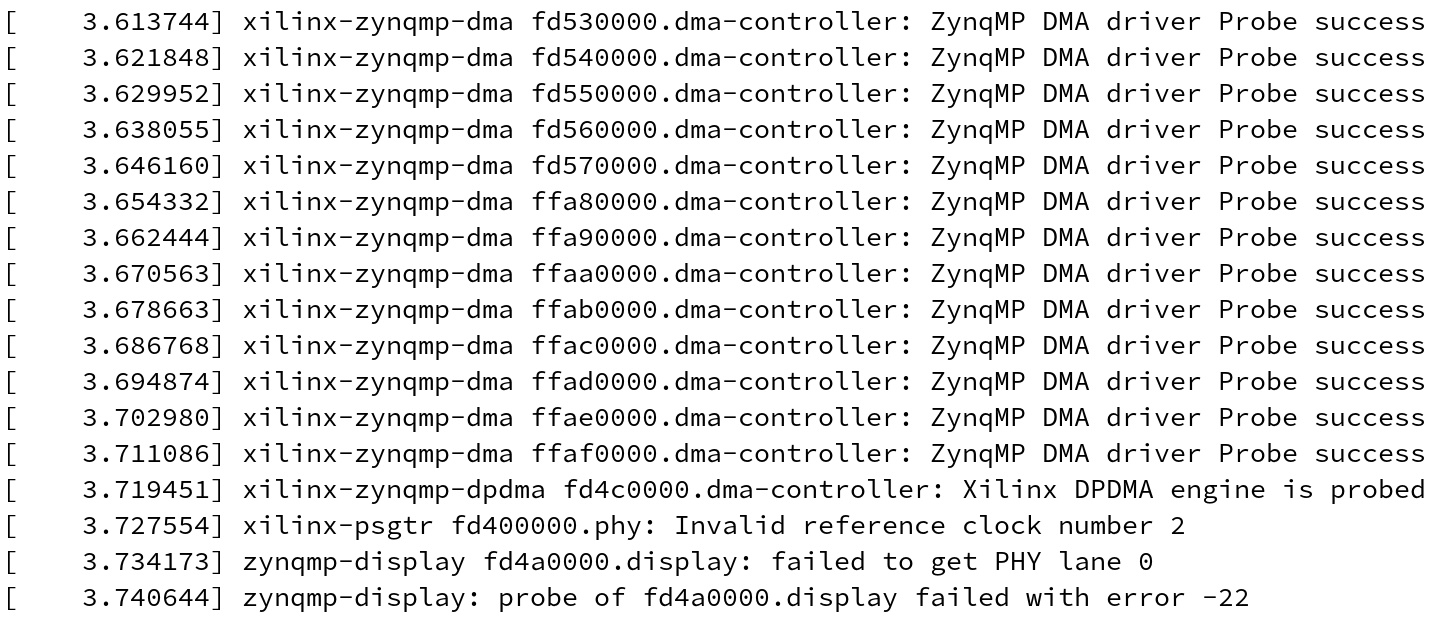 [    3.613744] xilinx-zynqmp-dma fd530000.dma-controller: ZynqMP DMA driver Probe success
[    3.621848] xilinx-zynqmp-dma fd540000.dma-controller: ZynqMP DMA driver Probe success
[    3.629952] xilinx-zynqmp-dma fd550000.dma-controller: ZynqMP DMA driver Probe success
[    3.638055] xilinx-zynqmp-dma fd560000.dma-controller: ZynqMP DMA driver Probe success
[    3.646160] xilinx-zynqmp-dma fd570000.dma-controller: ZynqMP DMA driver Probe success
[    3.654332] xilinx-zynqmp-dma ffa80000.dma-controller: ZynqMP DMA driver Probe success
[    3.662444] xilinx-zynqmp-dma ffa90000.dma-controller: ZynqMP DMA driver Probe success
[    3.670563] xilinx-zynqmp-dma ffaa0000.dma-controller: ZynqMP DMA driver Probe success
[    3.678663] xilinx-zynqmp-dma ffab0000.dma-controller: ZynqMP DMA driver Probe success
[    3.686768] xilinx-zynqmp-dma ffac0000.dma-controller: ZynqMP DMA driver Probe success
[    3.694874] xilinx-zynqmp-dma ffad0000.dma-controller: ZynqMP DMA driver Probe success
[    3.702980] xilinx-zynqmp-dma ffae0000.dma-controller: ZynqMP DMA driver Probe success
[    3.711086] xilinx-zynqmp-dma ffaf0000.dma-controller: ZynqMP DMA driver Probe success
[    3.719451] xilinx-zynqmp-dpdma fd4c0000.dma-controller: Xilinx DPDMA engine is probed
[    3.727554] xilinx-psgtr fd400000.phy: Invalid reference clock number 2
[    3.734173] zynqmp-display fd4a0000.display: failed to get PHY lane 0
[    3.740644] zynqmp-display: probe of fd4a0000.display failed with error -22